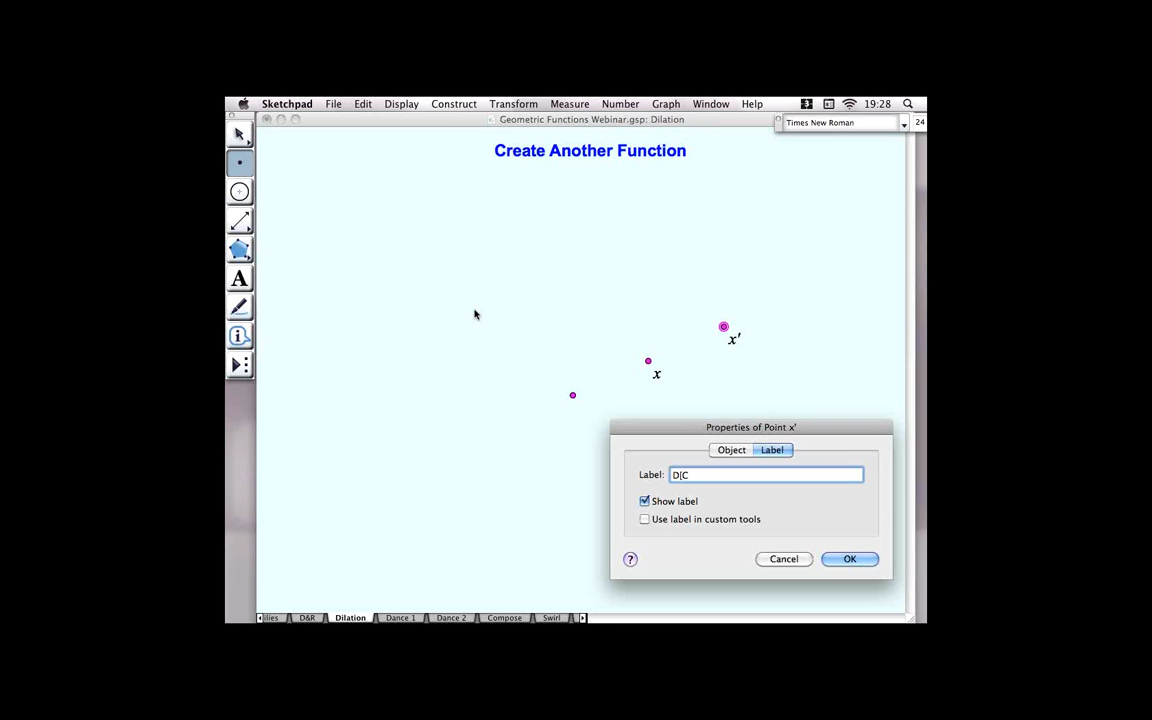 Sketchpad File Edit Display Construct Transform Measure Number Graph Window Help 19:28
Geometric Functions Webinar.gsp: Dilation
Times New Roman 24
Create Another Function
A
x'
x
Properties of Point x'
Object Label
Label: D[C
Show label
Use label in custom tools
? Cancel OK
ilies D&R Dilation Dance 1 Dance 2 Compose Swirl